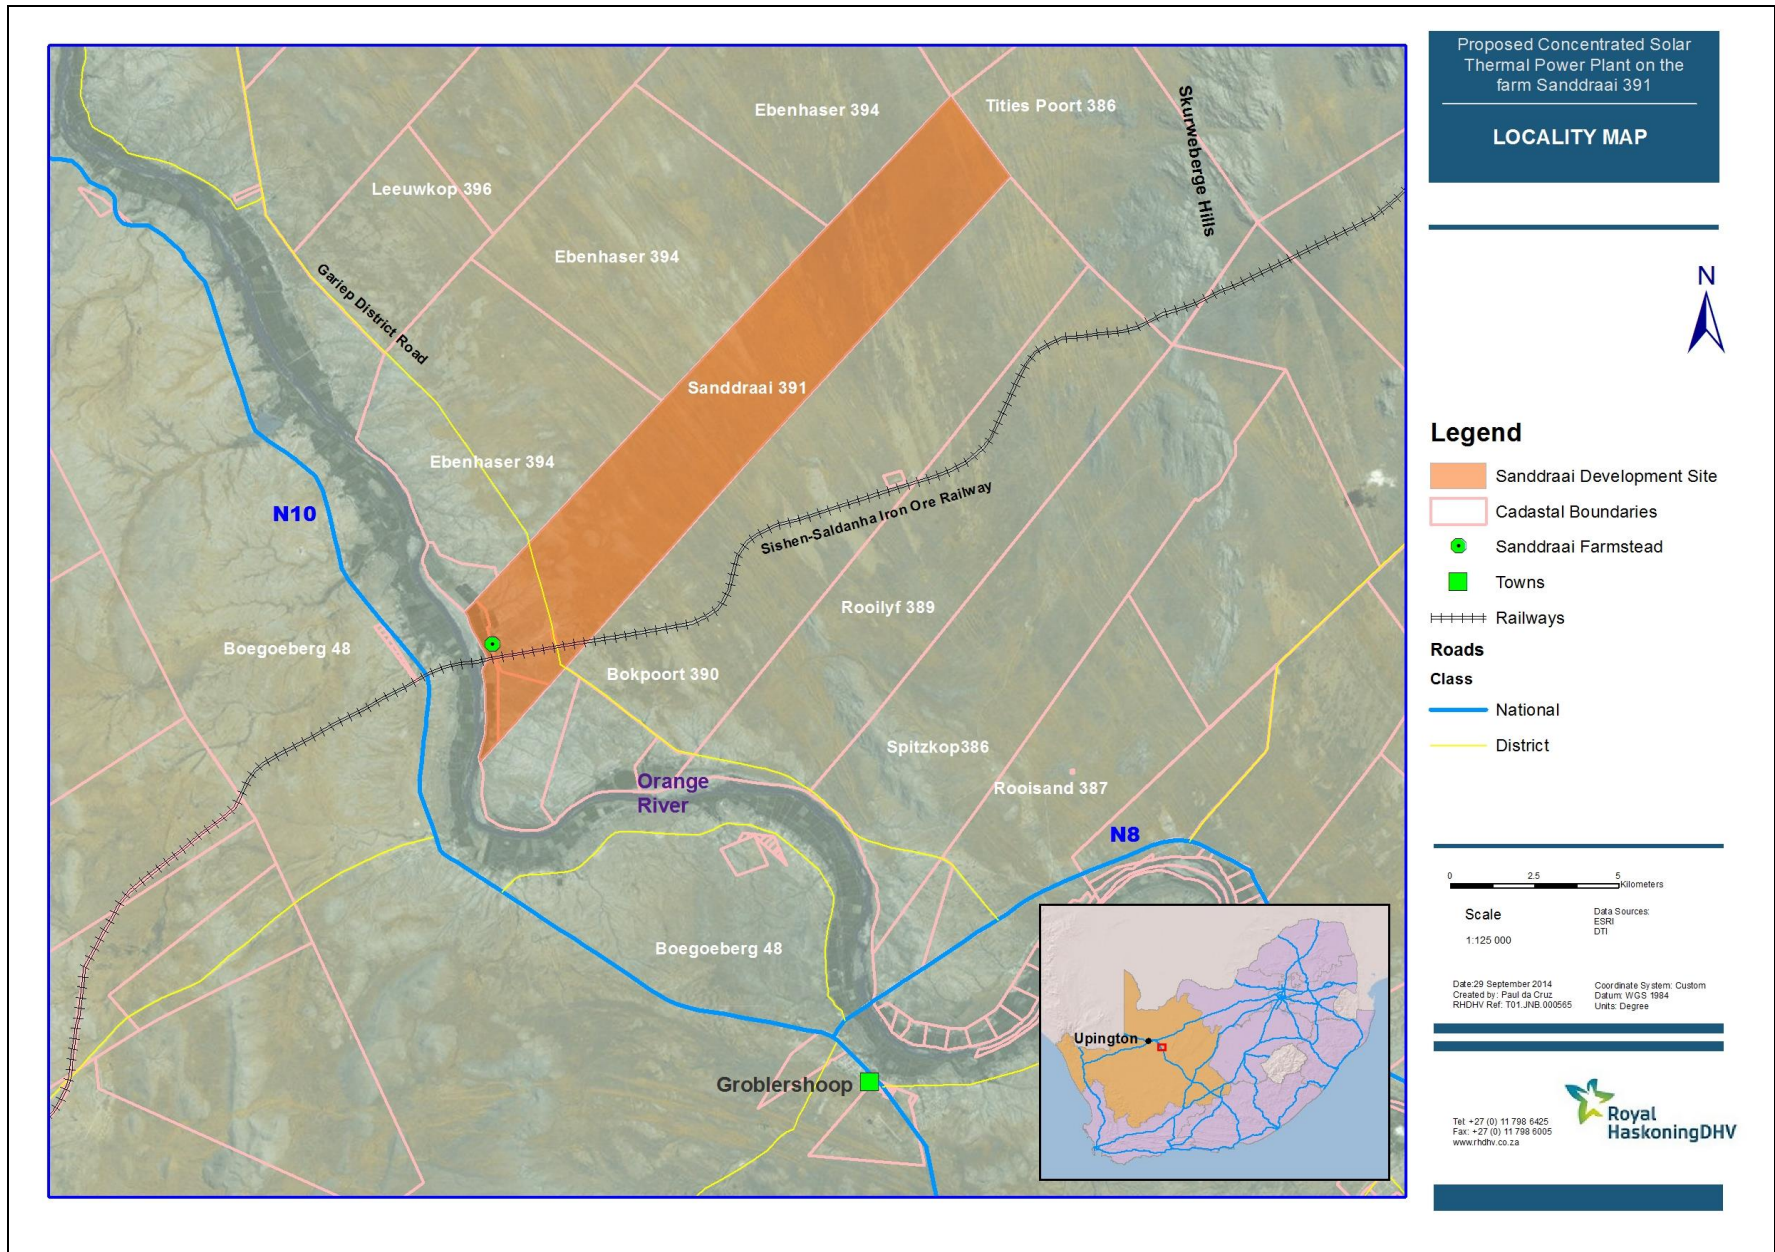 Proposed Concentrated Solar
Thermal Power Plant on the
farm Sanddraai 391
LOCALITY MAP
N
Legend
Sanddraai Development Site
Cadastal Boundaries
Sanddraai Farmstead
Towns
Railways
Roads
Class
National
District
0 2.5 5
Kilometers
Scale
1:125 000
Data Sources:
ESRI
DTI
Date:29 September 2014
Created by: Paul da Cruz
RHDHV Ref: T01.JNB.000565
Coordinate System: Custom
Datum: WGS 1984
Units: Degree
Tel: +27 (0) 11 798 6425
Fax: +27 (0) 11 798 6005
www.rhdhv.co.za
Royal
HaskoningDHV
Ebenhaser 394
Tities Poort 386
Skurweberge Hills
Leeuwkop 396
Ebenhaser 394
Gariep District Road
Sanddraai 391
Ebenhaser 394
N10
Sishen-Saldanha Iron Ore Railway
Rooilyf 389
Boegoeberg 48
Bokpoort 390
Spitzkop386
Orange
River
Rooisand 387
N8
Boegoeberg 48
Groblershoop
Upington